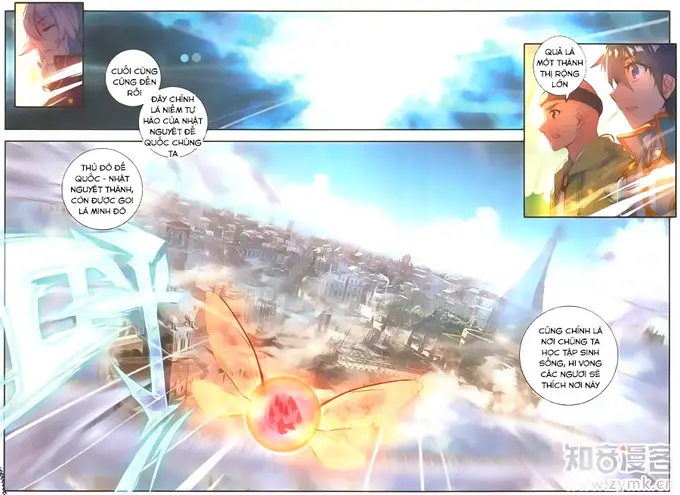 CUỐI CÙNG
CŨNG ĐẾN
RỒI
ĐÂY CHÍNH
LÀ NIỀM TỰ
HÀO CỦA NHẬT
NGUYỆT ĐẾ
QUỐC CHÚNG
TA
QUẢ LÀ
MỘT THÀNH
THỊ RỘNG
LỚN
THỦ ĐÔ ĐẾ
QUỐC - NHẬT
NGUYỆT THÀNH,
CÒN ĐƯỢC GỌI
LÀ MINH ĐÔ
CŨNG CHÍNH LÀ
NƠI CHÚNG TA
HỌC TẬP SINH
SỐNG, HI VỌNG
CÁC NGƯƠI SẼ
THÍCH NƠI NÀY
知音漫客
www.zymk.cn